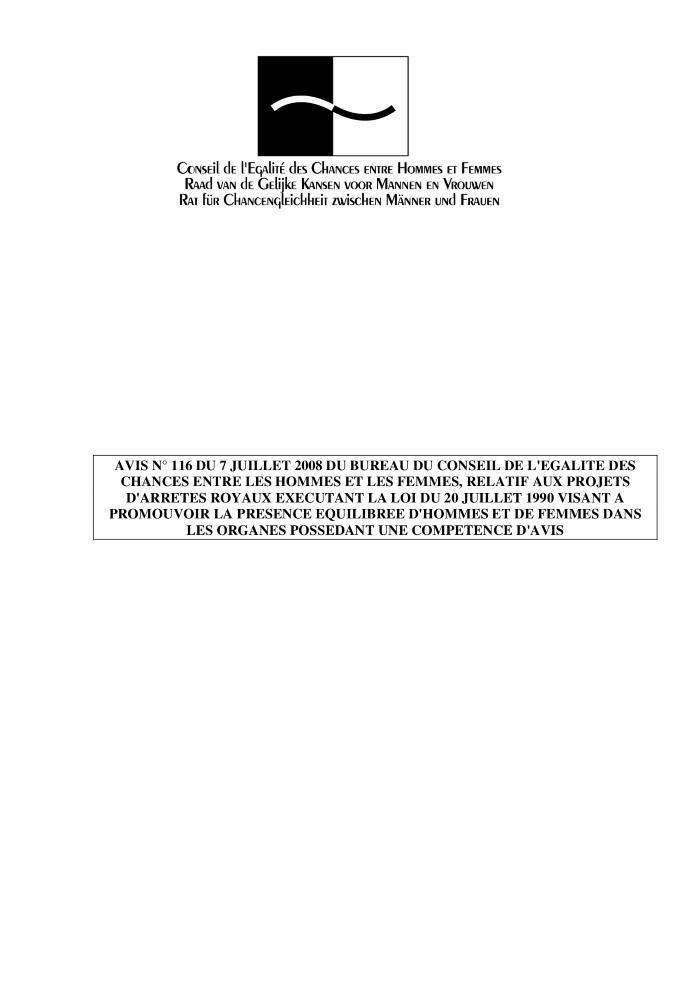 Conseil de l'Egalité des Chances entre Hommes et Femmes
Raad van de Gelijke Kansen voor Mannen en Vrouwen
Rat für Chancengleichheit zwischen Männer und Frauen
AVIS N° 116 DU 7 JUILLET 2008 DU BUREAU DU CONSEIL DE L'EGALITE DES
CHANCES ENTRE LES HOMMES ET LES FEMMES, RELATIF AUX PROJETS
D'ARRETES ROYAUX EXECUTANT LA LOI DU 20 JUILLET 1990 VISANT A
PROMOUVOIR LA PRESENCE EQUILIBREE D'HOMMES ET DE FEMMES DANS
LES ORGANES POSSEDANT UNE COMPETENCE D'AVIS